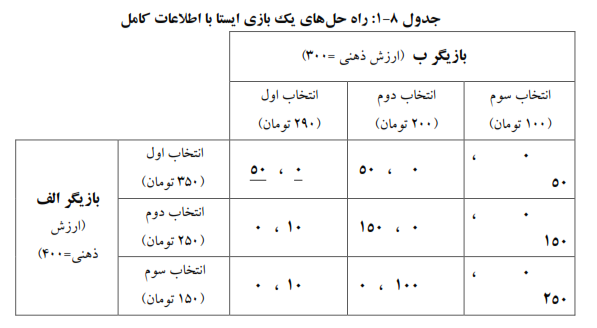 جدول ۸-۱: راه حل‌های یک بازی ایستا با اطلاعات کامل
بازیگر ب (ارزش ذهنی =۳۰۰)
انتخاب اول
(۲۹۰ تومان)
انتخاب دوم
(۲۰۰ تومان)
انتخاب سوم
(۱۰۰ تومان)
بازیگر الف
(ارزش
ذهنی=۴۰۰)
انتخاب اول
(۳۵۰ تومان)
۰ ، ۵۰
۰ ، ۵۰
۰ ،
۵۰
انتخاب دوم
(۲۵۰ تومان)
۱۰ ، ۰
۰ ، ۱۵۰
۰ ،
۱۵۰
انتخاب سوم
(۱۵۰ تومان)
۱۰ ، ۰
۱۰۰ ، ۰
۰ ،
۲۵۰